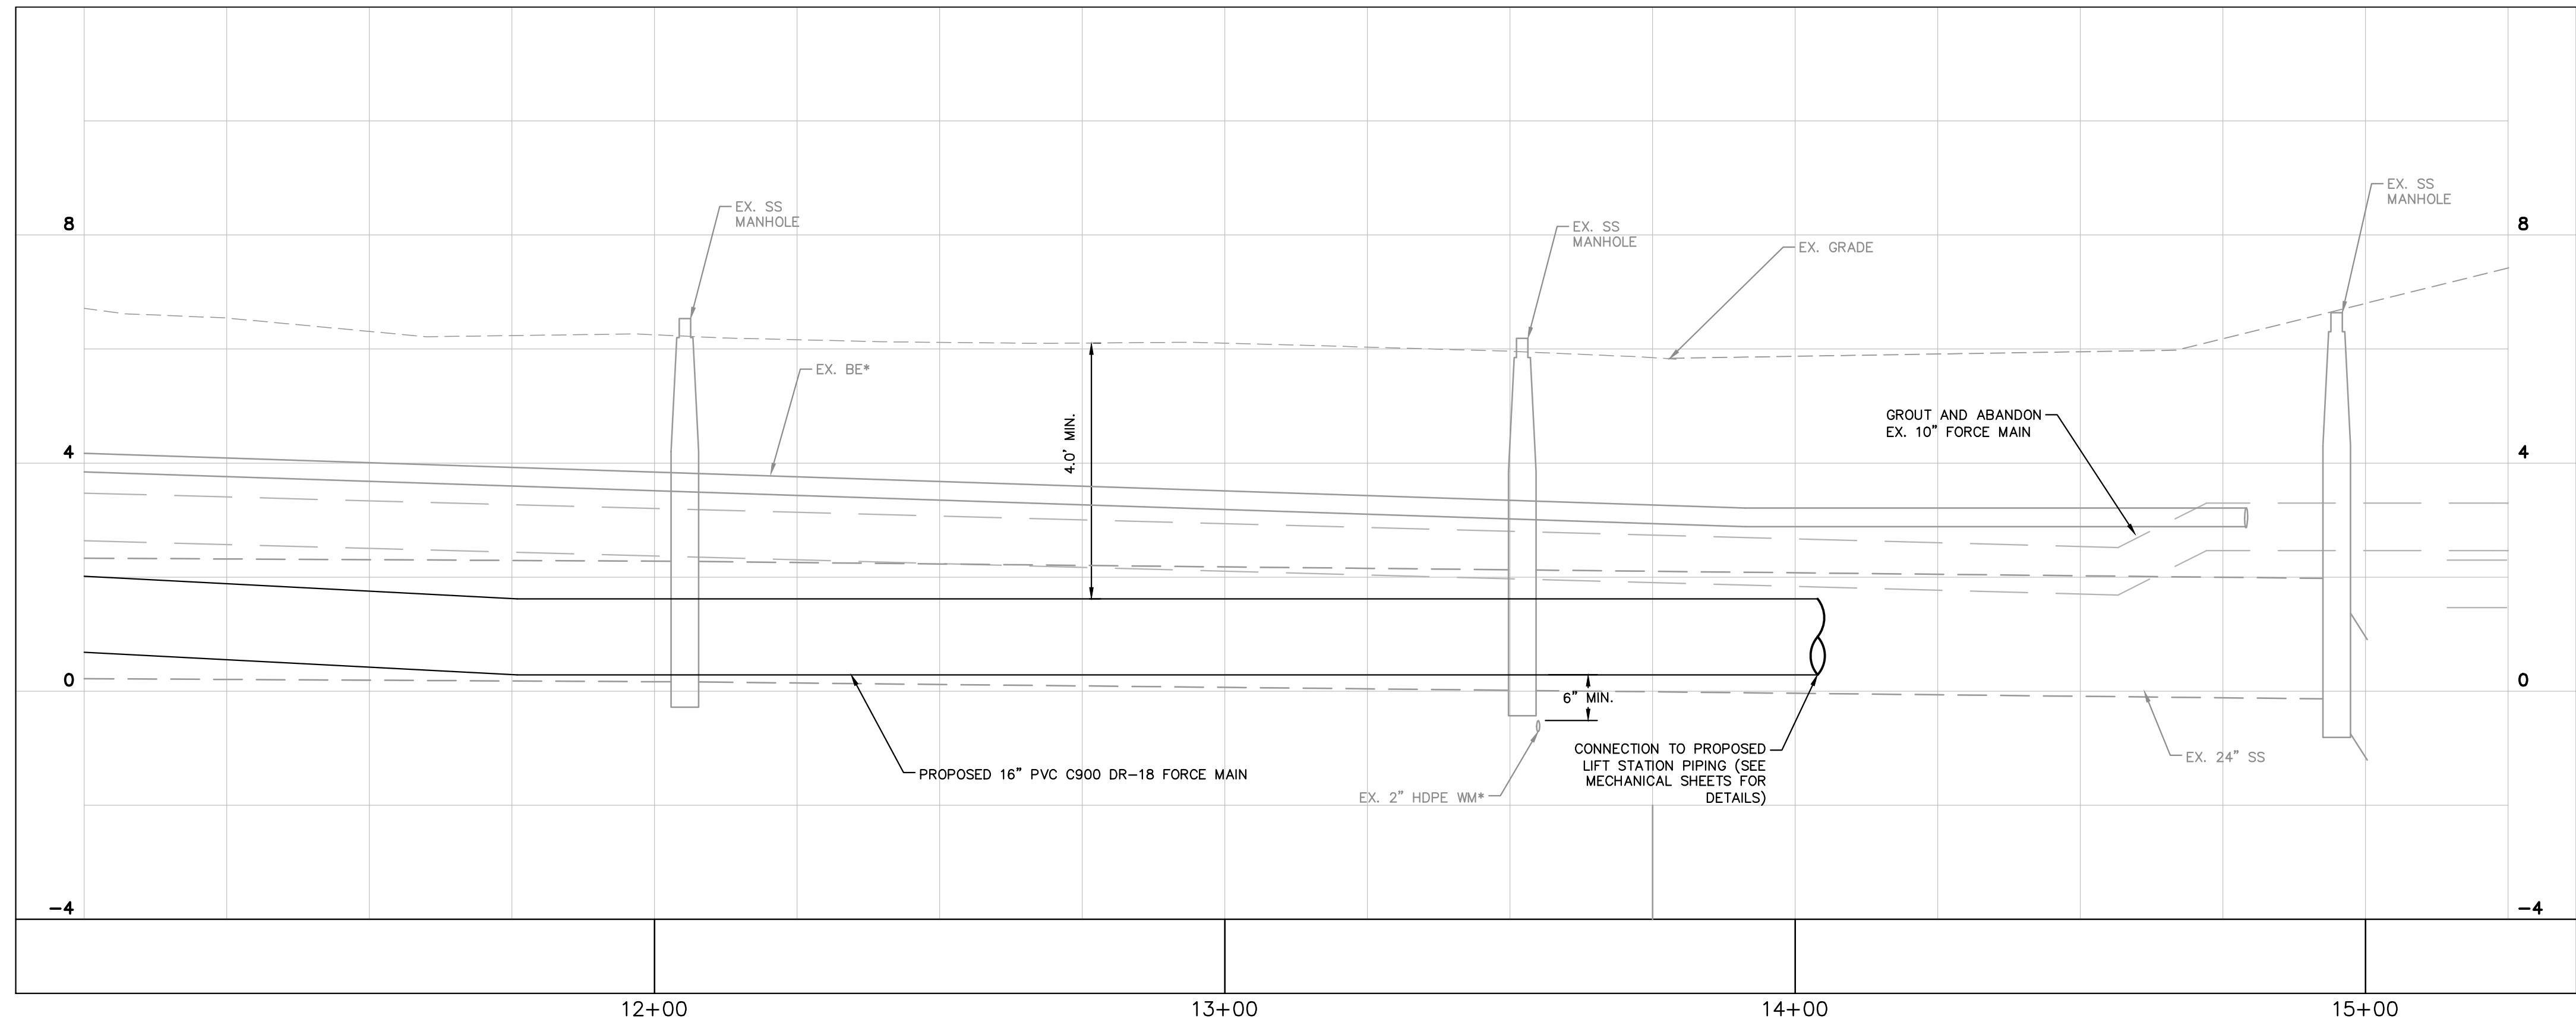 EX. SS
MANHOLE
EX. SS
MANHOLE
EX. SS
MANHOLE
8
8
EX. GRADE
EX. BE*
4.0' MIN.
GROUT AND ABANDON
EX. 10" FORCE MAIN
4
4
0
0
6" MIN.
PROPOSED 16" PVC C900 DR-18 FORCE MAIN
EX. 2" HDPE WM*
CONNECTION TO PROPOSED
LIFT STATION PIPING (SEE
MECHANICAL SHEETS FOR
DETAILS)
EX. 24" SS
-4
-4
12+00
13+00
14+00
15+00